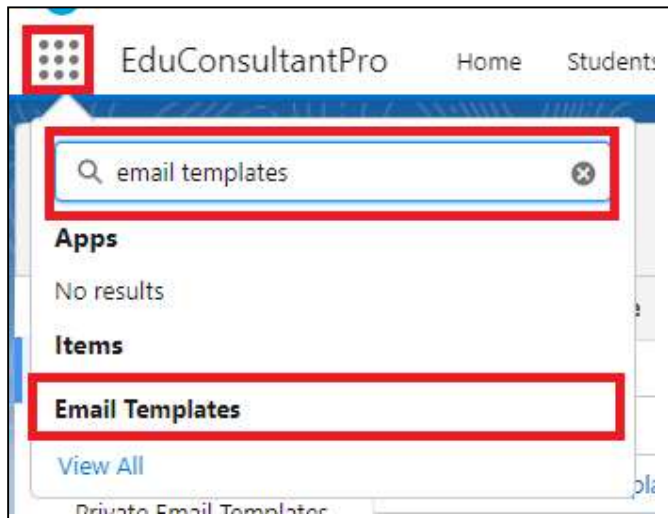 EduConsultantPro Home Students
email templates
Apps
No results
Items
Email Templates
View All
Private Email Templates